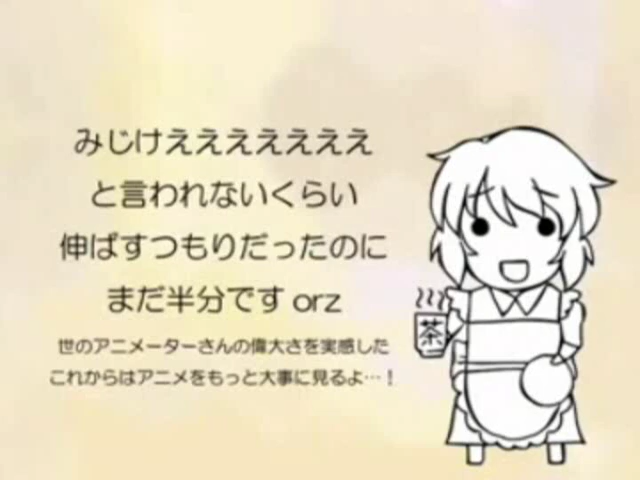 みじけえええええええ
と言われないくらい
伸ばすつもりだったのに
まだ半分です orz
世のアニメーターさんの偉大さを実感した
これからはアニメをもっと大事に見るよ…！
茶